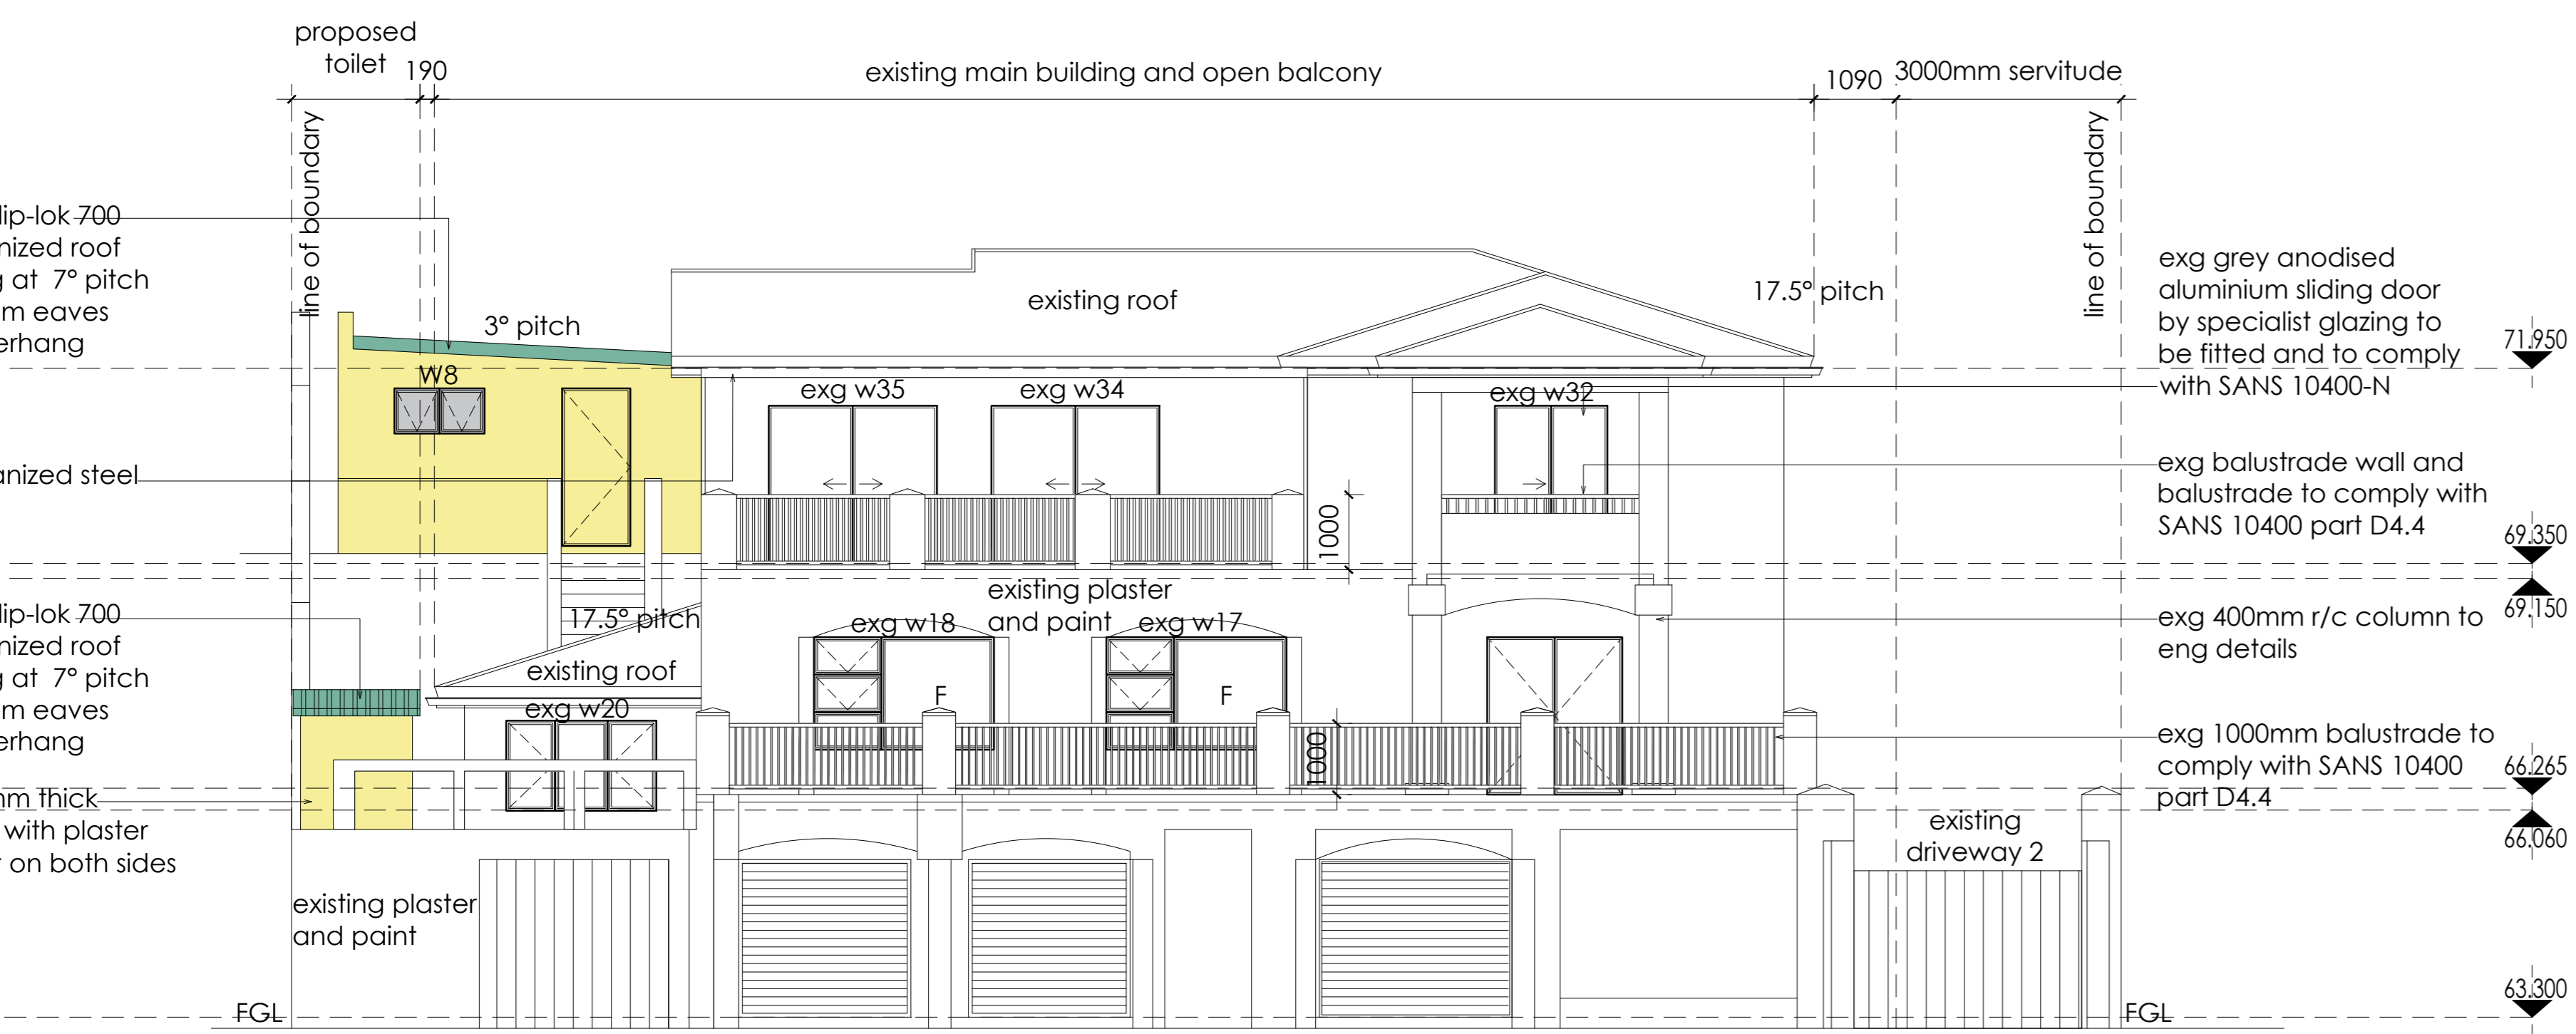 proposed
toilet
190
existing main building and open balcony
1090
3000mm servitude
line of boundary
line of boundary
lip-lok 700
nized roof
g at 7° pitch
m eaves
erhang
3° pitch
existing roof
17.5° pitch
exg grey anodised
aluminium sliding door
by specialist glazing to
be fitted and to comply
with SANS 10400-N
71.950
W8
exg w35
exg w34
exg w32
anized steel
exg balustrade wall and
balustrade to comply with
SANS 10400 part D4.4
1000
69.350
69.150
lip-lok 700
nized roof
g at 7° pitch
m eaves
erhang
17.5° pitch
existing plaster
and paint
exg w18
exg w17
exg 400mm r/c column to
eng details
existing roof
exg w20
F
F
1000
exg 1000mm balustrade to
comply with SANS 10400
part D4.4
66.265
66.060
m thick
with plaster
on both sides
existing
driveway 2
existing plaster
and paint
FGL
FGL
63.300